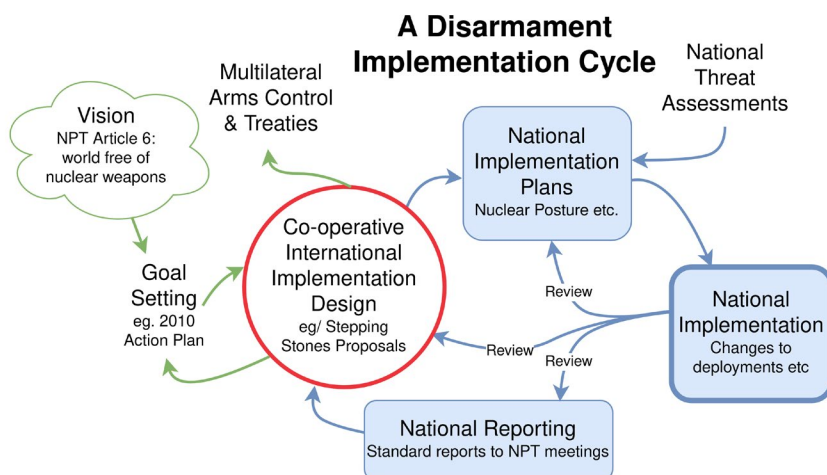 A Disarmament
Implementation Cycle
Vision
NPT Article 6:
world free of
nuclear weapons
Multilateral
Arms Control
& Treaties
National
Threat
Assessments
National
Implementation
Plans
Nuclear Posture etc.
Goal
Setting
eg. 2010
Action Plan
Co-operative
International
Implementation
Design
eg/ Stepping
Stones Proposals
Review
Review
Review
National
Implementation
Changes to
deployments etc
National Reporting
Standard reports to NPT meetings